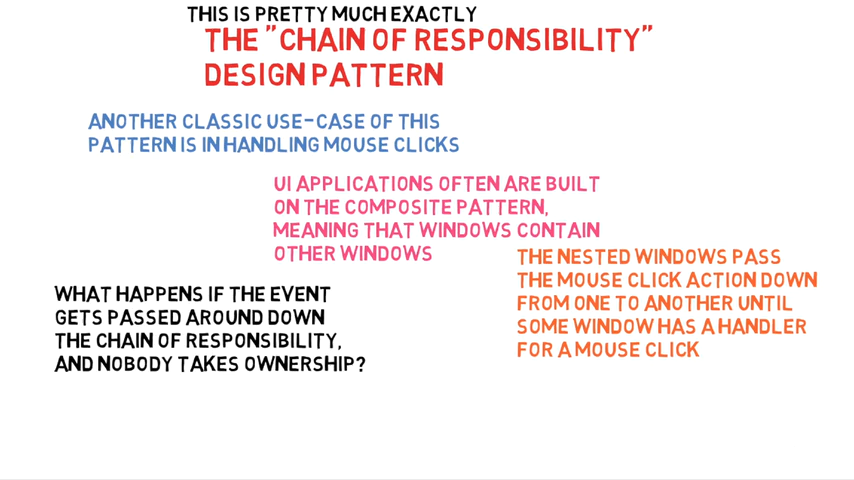 THIS IS PRETTY MUCH EXACTLY
THE "CHAIN OF RESPONSIBILITY"
DESIGN PATTERN
ANOTHER CLASSIC USE-CASE OF THIS
PATTERN IS IN HANDLING MOUSE CLICKS
UI APPLICATIONS OFTEN ARE BUILT
ON THE COMPOSITE PATTERN,
MEANING THAT WINDOWS CONTAIN
OTHER WINDOWS
THE NESTED WINDOWS PASS
THE MOUSE CLICK ACTION DOWN
FROM ONE TO ANOTHER UNTIL
SOME WINDOW HAS A HANDLER
FOR A MOUSE CLICK
WHAT HAPPENS IF THE EVENT
GETS PASSED AROUND DOWN
THE CHAIN OF RESPONSIBILITY,
AND NOBODY TAKES OWNERSHIP?